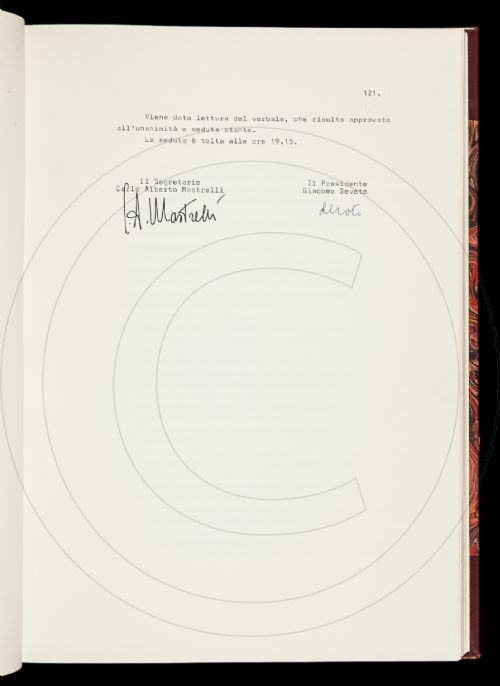 121.
Viene data lettura del verbale, che risulta approvato
all'unanimità e seduta stante.
La seduta è tolta alle ore 19,15.
Il Segretario
Carlo Alberto Mastrelli
C.A. Mastrelli
Il Presidente
Giacomo Devoto
devoto
C